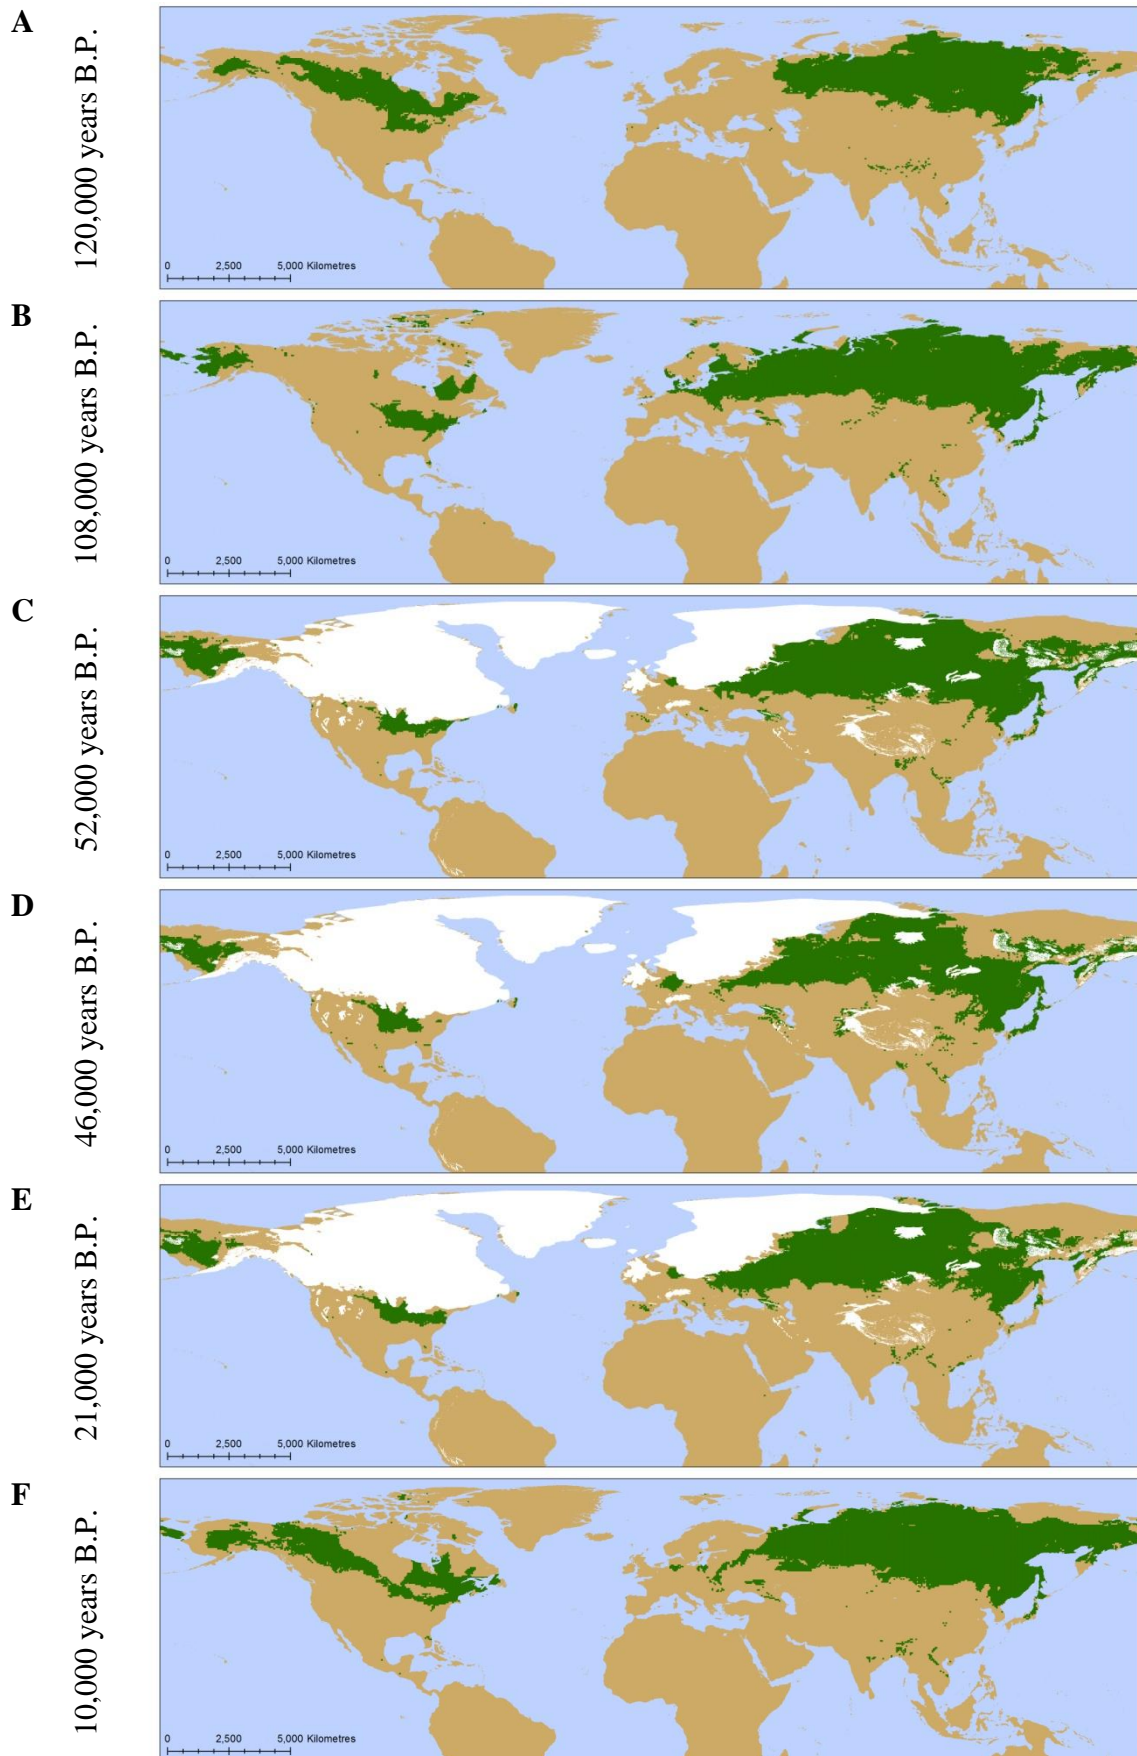 A
120,000 years B.P.
0 2,500 5,000 Kilometres
B
108,000 years B.P.
0 2,500 5,000 Kilometres
C
52,000 years B.P.
0 2,500 5,000 Kilometres
D
46,000 years B.P.
0 2,500 5,000 Kilometres
E
21,000 years B.P.
0 2,500 5,000 Kilometres
F
10,000 years B.P.
0 2,500 5,000 Kilometres